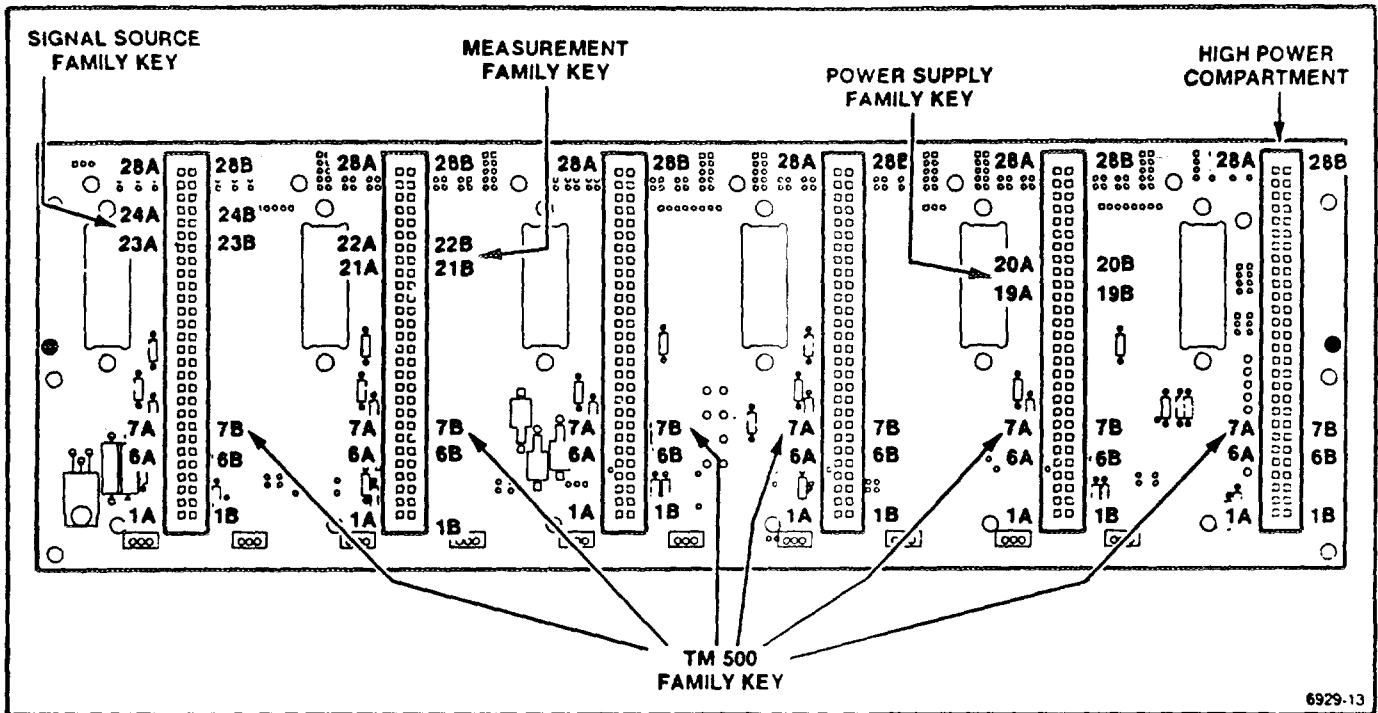 SIGNAL SOURCE
FAMILY KEY
MEASUREMENT
FAMILY KEY
POWER SUPPLY
FAMILY KEY
HIGH POWER
COMPARTMENT
28A 28B 28A 28B 28A 28B 28A 28B 28A 28B 28A 28B
24A 24B
23A 23B 22A 22B
21A 21B 20A 20B
19A 19B
7A 7B 7A 7B 7A 7B 7A 7B 7A 7B 7A 7B
6A 6B 6A 6B 6A 6B 6A 6B 6A 6B 6A 6B
1A 1B 1A 1B 1A 1B 1A 1B 1A 1B 1A 1B
TM 500
FAMILY KEY
6929-13